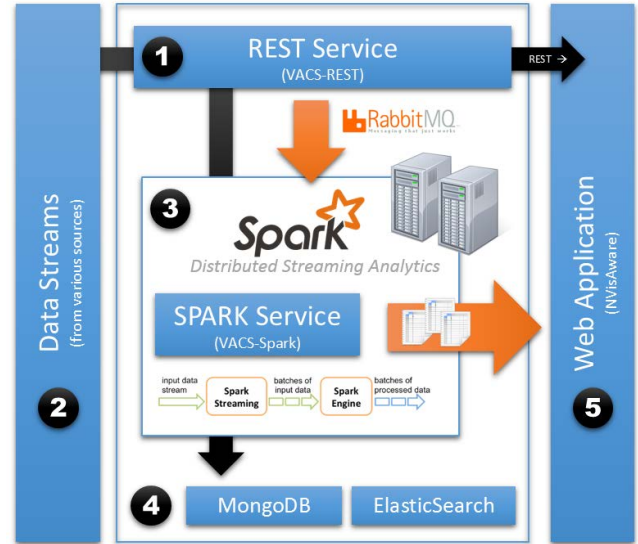 1
REST Service
(VACS-REST)
REST →
RabbitMQ
Messaging that just works
Data Streams
(from various sources)
2
3
Spark
Distributed Streaming Analytics
SPARK Service
(VACS-Spark)
input data
stream
Spark
Streaming
batches of
input data
Spark
Engine
batches of
processed data
4
MongoDB
ElasticSearch
Web Application
(NVisAware)
5